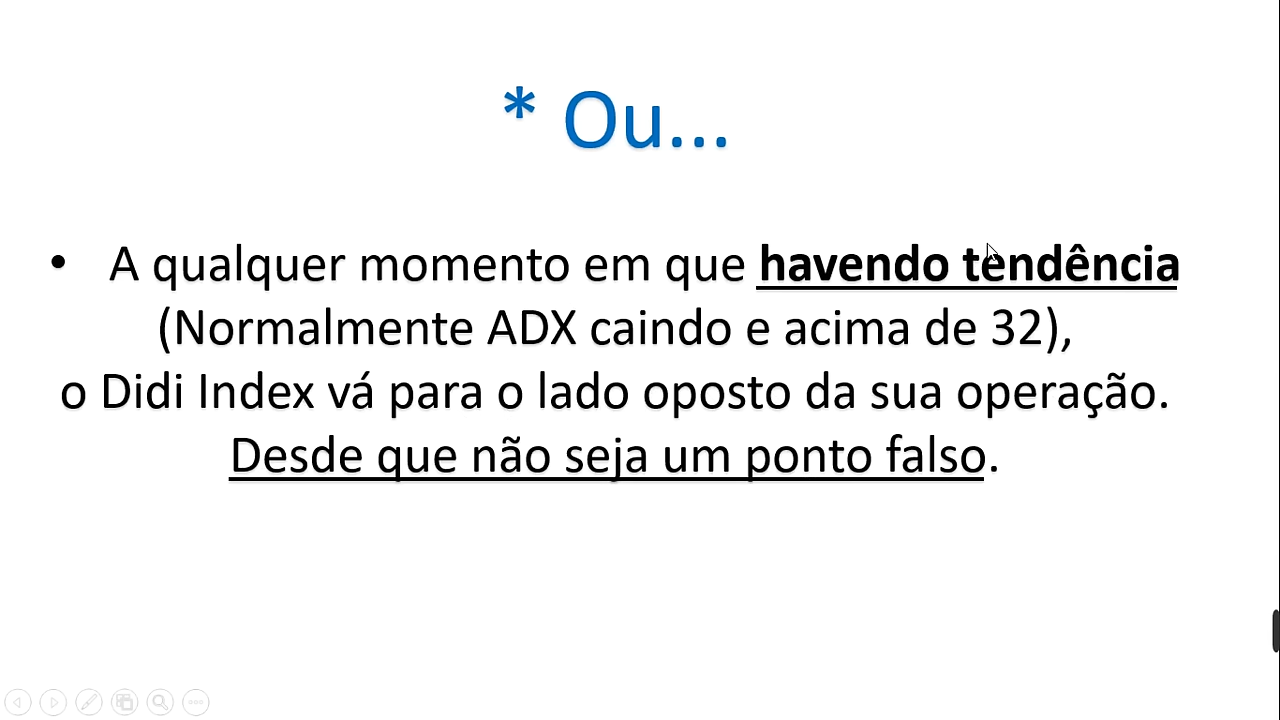 * Ou...
• A qualquer momento em que havendo tendência
(Normalmente ADX caindo e acima de 32),
o Didi Index vá para o lado oposto da sua operação.
Desde que não seja um ponto falso.